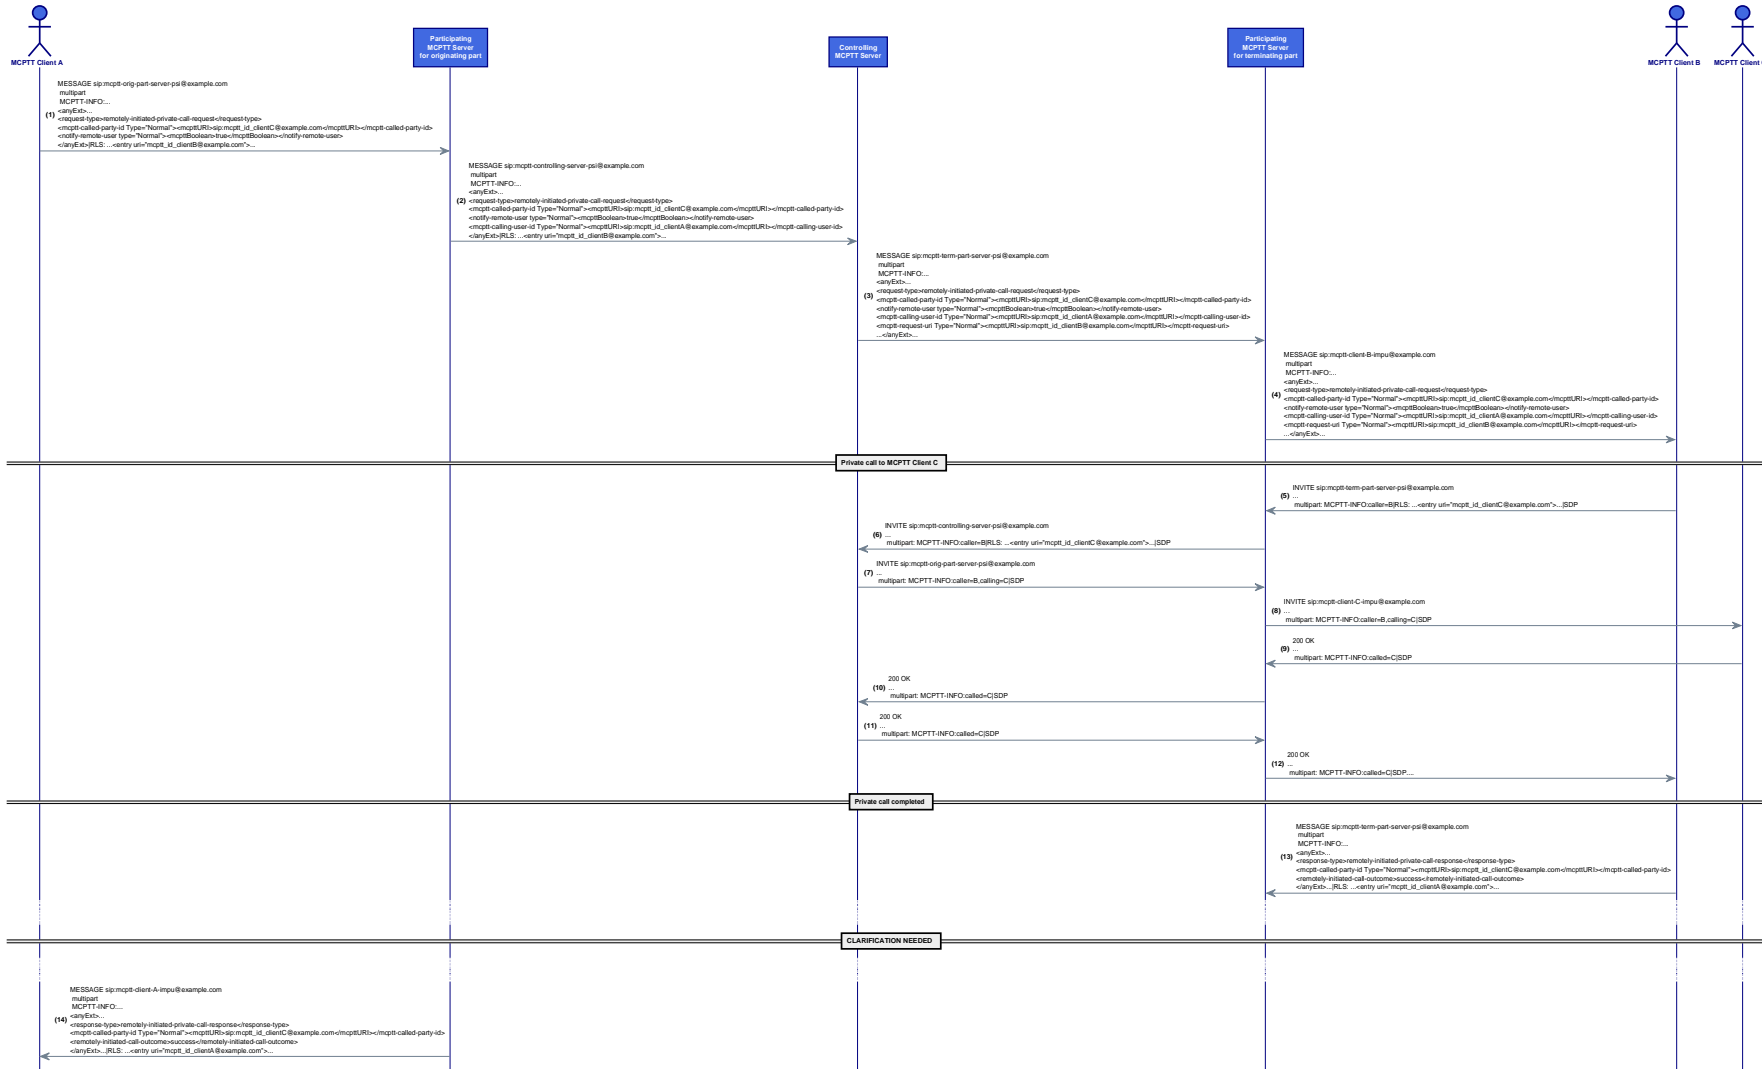 MCPTT Client A
Participating
MCPTT Server
for originating part
Controlling
MCPTT Server
Participating
MCPTT Server
for terminating part
MCPTT Client B
MCPTT Client
MESSAGE sip:mcptt-orig-part-server-psi@example.com
multipart
MCPTT-INFO:...
<anyExt>...
(1)
<request-type>remotely-initiated-private-call-request</request-type>
<mcptt-called-party-id Type="Normal"><mcpttURI>sip:mcptt_id_clientC@example.com</mcpttURI></mcptt-called-party-id>
<notify-remote-user type="Normal"><mcpttBoolean>true</mcpttBoolean></notify-remote-user>
</anyExt>|RLS: ...<entry uri="mcptt_id_clientB@example.com">...
MESSAGE sip:mcptt-controlling-server-psi@example.com
multipart
MCPTT-INFO:...
<anyExt>...
(2) <request-type>remotely-initiated-private-call-request</request-type>
<mcptt-called-party-id Type="Normal"><mcpttURI>sip:mcptt_id_clientC@example.com</mcpttURI></mcptt-called-party-id>
<notify-remote-user type="Normal"><mcpttBoolean>true</mcpttBoolean></notify-remote-user>
<mcptt-calling-user-id Type="Normal"><mcpttURI>sip:mcptt_id_clientA@example.com</mcpttURI></mcptt-calling-user-id>
</anyExt>|RLS: ...<entry uri="mcptt_id_clientB@example.com">...
MESSAGE sip:mcptt-term-part-server-psi@example.com
multipart
MCPTT-INFO:...
<anyExt>...
<request-type>remotely-initiated-private-call-request</request-type>
(3)
<mcptt-called-party-id Type="Normal"><mcpttURI>sip:mcptt_id_clientC@example.com</mcpttURI></mcptt-called-party-id>
<notify-remote-user type="Normal"><mcpttBoolean>true</mcpttBoolean></notify-remote-user>
<mcptt-calling-user-id Type="Normal"><mcpttURI>sip:mcptt_id_clientA@example.com</mcpttURI></mcptt-calling-user-id>
<mcptt-request-uri Type="Normal"><mcpttURI>sip:mcptt_id_clientB@example.com</mcpttURI></mcptt-request-uri>
...</anyExt>...
MESSAGE sip:mcptt-client-B-impu@example.com
multipart
MCPTT-INFO:...
<anyExt>...
<request-type>remotely-initiated-private-call-request</request-type>
(4)
<mcptt-called-party-id Type="Normal"><mcpttURI>sip:mcptt_id_clientC@example.com</mcpttURI></mcptt-called-party-id>
<notify-remote-user type="Normal"><mcpttBoolean>true</mcpttBoolean></notify-remote-user>
<mcptt-calling-user-id Type="Normal"><mcpttURI>sip:mcptt_id_clientA@example.com</mcpttURI></mcptt-calling-user-id>
<mcptt-request-uri Type="Normal"><mcpttURI>sip:mcptt_id_clientB@example.com</mcpttURI></mcptt-request-uri>
...</anyExt>...
Private call to MCPTT Client C
INVITE sip:mcptt-term-part-server-psi@example.com
(5) ...
multipart: MCPTT-INFO:caller=B|RLS: ...<entry uri="mcptt_id_clientC@example.com">...|SDP
INVITE sip:mcptt-controlling-server-psi@example.com
(6) ...
multipart: MCPTT-INFO:caller=B|RLS: ...<entry uri="mcptt_id_clientC@example.com">...|SDP
INVITE sip:mcptt-orig-part-server-psi@example.com
(7) ...
multipart: MCPTT-INFO:caller=B,calling=C|SDP
INVITE sip:mcptt-client-C-impu@example.com
(8) ...
multipart: MCPTT-INFO:caller=B,calling=C|SDP
200 OK
(9) ...
multipart: MCPTT-INFO:called=C|SDP
200 OK
(10) ...
multipart: MCPTT-INFO:called=C|SDP
200 OK
(11) ...
multipart: MCPTT-INFO:called=C|SDP
200 OK
(12) ...
multipart: MCPTT-INFO:called=C|SDP....
Private call completed
MESSAGE sip:mcptt-term-part-server-psi@example.com
multipart
MCPTT-INFO:...
<anyExt>...
(13)
<response-type>remotely-initiated-private-call-response</response-type>
<mcptt-called-party-id Type="Normal"><mcpttURI>sip:mcptt_id_clientC@example.com</mcpttURI></mcptt-called-party-id>
<remotely-initiated-call-outcome>success</remotely-initiated-call-outcome>
</anyExt>...|RLS: ...<entry uri="mcptt_id_clientA@example.com">...
CLARIFICATION NEEDED
MESSAGE sip:mcptt-client-A-impu@example.com
multipart
MCPTT-INFO:...
<anyExt>...
(14)
<response-type>remotely-initiated-private-call-response</response-type>
<mcptt-called-party-id Type="Normal"><mcpttURI>sip:mcptt_id_clientC@example.com</mcpttURI></mcptt-called-party-id>
<remotely-initiated-call-outcome>success</remotely-initiated-call-outcome>
</anyExt>...|RLS: ...<entry uri="mcptt_id_clientA@example.com">...